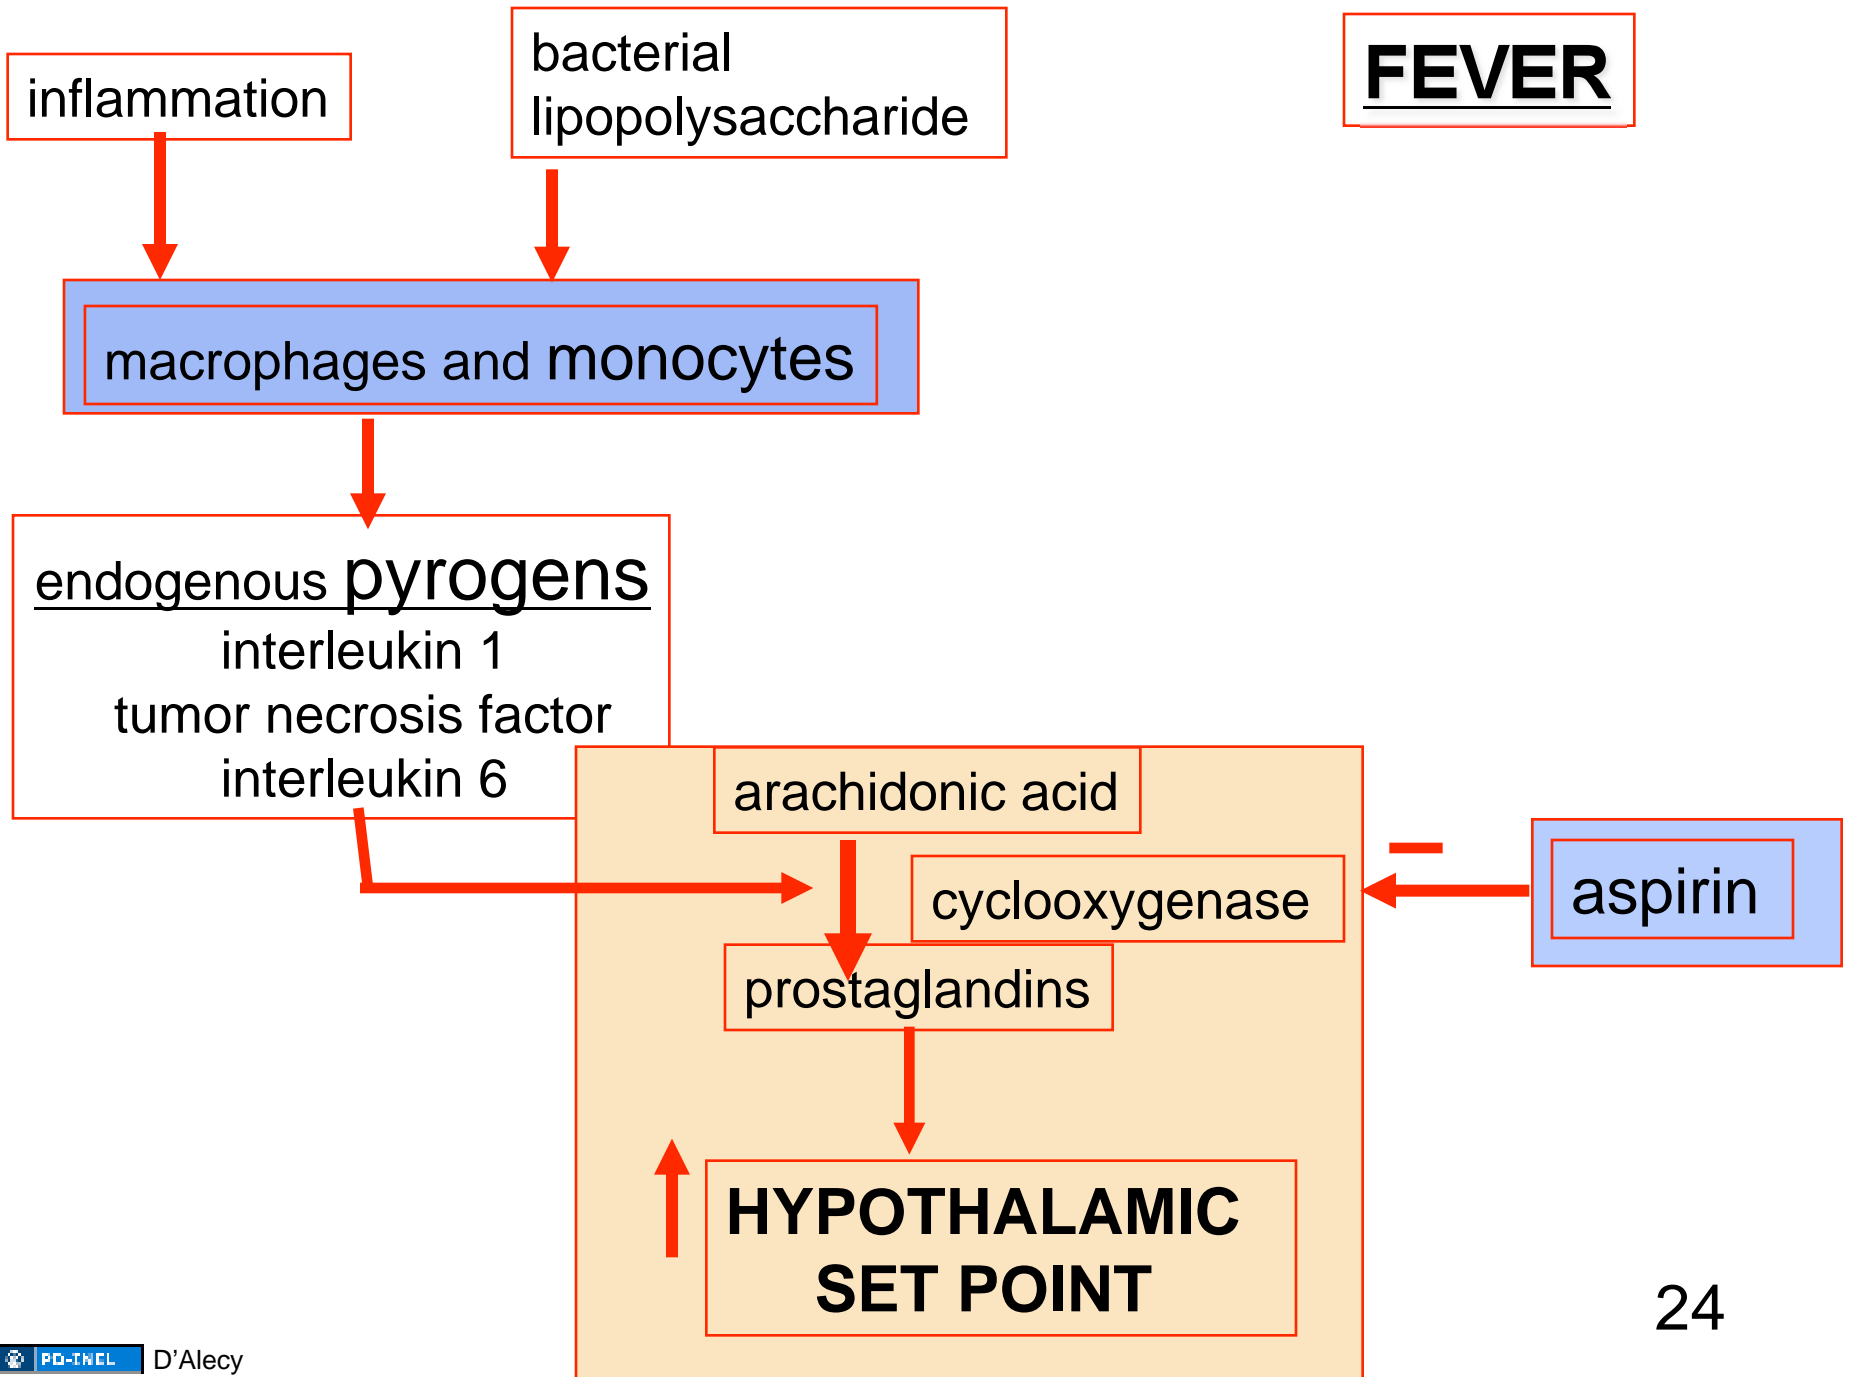 inflammation
bacterial
lipopolysaccharide
FEVER
macrophages and monocytes
endogenous pyrogens
interleukin 1
tumor necrosis factor
interleukin 6
arachidonic acid
cyclooxygenase
aspirin
prostaglandins
HYPOTHALAMIC
SET POINT
24
PD-INEL
D'Alecy